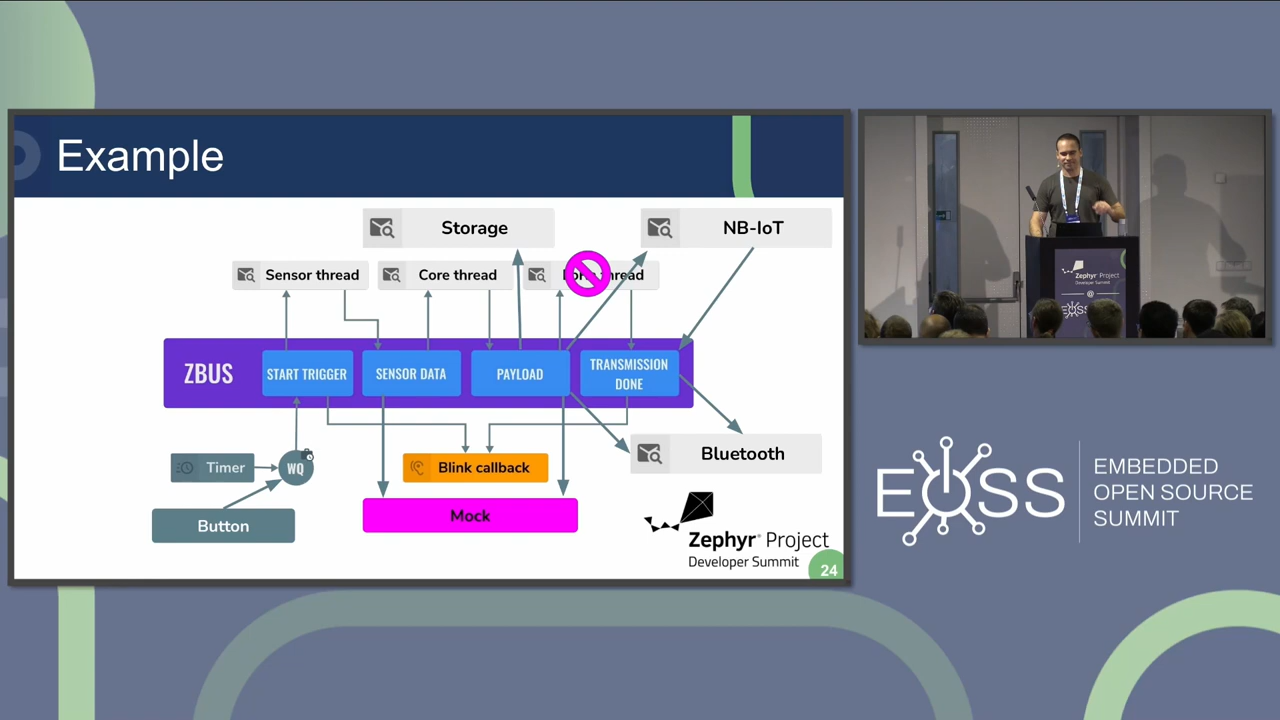 Example
Storage
NB-IoT
Sensor thread
Core thread
thread
ZBUS
START TRIGGER
SENSOR DATA
PAYLOAD
TRANSMISSION
DONE
Timer
WQ
Blink callback
Bluetooth
Button
Mock
Zephyr® Project
Developer Summit
24
Zephyr Project
Developer Summit
@
EOSS
EMBEDDED
OPEN SOURCE
SUMMIT